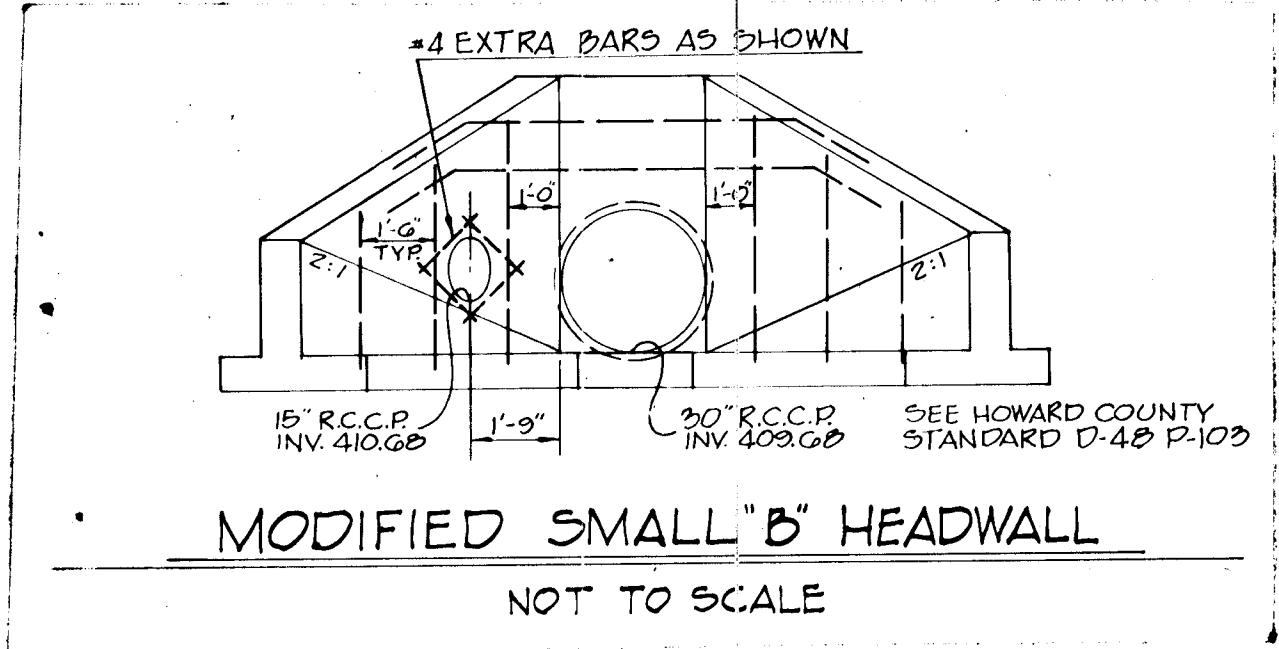 #4 EXTRA BARS AS SHOWN
1'-0" 1'-0"
1'-6"
TYP.
2:1 2:1
15" R.C.C.P.
INV. 410.68
1'-9"
30" R.C.C.P.
INV. 409.68
SEE HOWARD COUNTY
STANDARD D-48 P-103
MODIFIED SMALL "B" HEADWALL
NOT TO SCALE